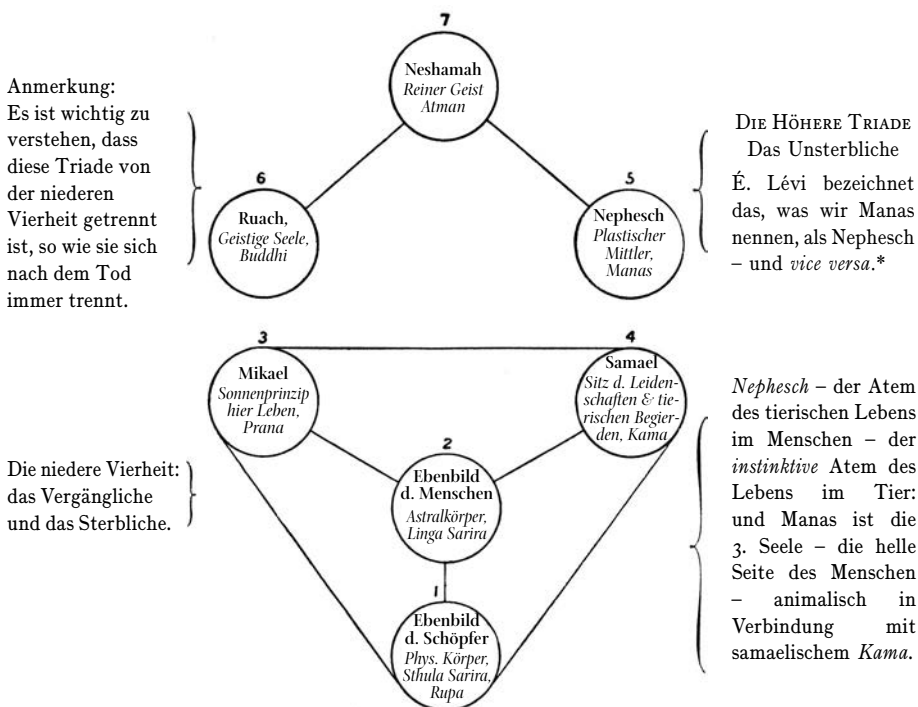 7
Neshamah
Reiner Geist
Atman
Anmerkung:
Es ist wichtig zu
verstehen, dass
diese Triade von
der niederen
Vierheit getrennt
ist, so wie sie sich
nach dem Tod
immer trennt.
6
Ruach,
Geistige Seele,
Buddhi
5
Nephesch
Plastischer
Mittler,
Manas
Die Höhere Triade
Das Unsterbliche
É. Lévi bezeichnet
das, was wir Manas
nennen, als Nephesch
– und vice versa.*
3
Mikael
Sonnenprinzip
hier Leben,
Prana
4
Samael
Sitz d. Leiden-
schaften & tie-
rischen Begier-
den, Kama
2
Ebenbild
d. Menschen
Astralkörper,
Linga Sarira
1
Ebenbild
d. Schöpfer
Phys. Körper,
Sthula Sarira,
Rupa
Die niedere Vierheit:
das Vergängliche
und das Sterbliche.
Nephesch – der Atem
des tierischen Lebens
im Menschen – der
instinktive Atem des
Lebens im Tier:
und Manas ist die
3. Seele – die helle
Seite des Menschen
– animalisch in
Verbindung mit
samaelischem Kama.